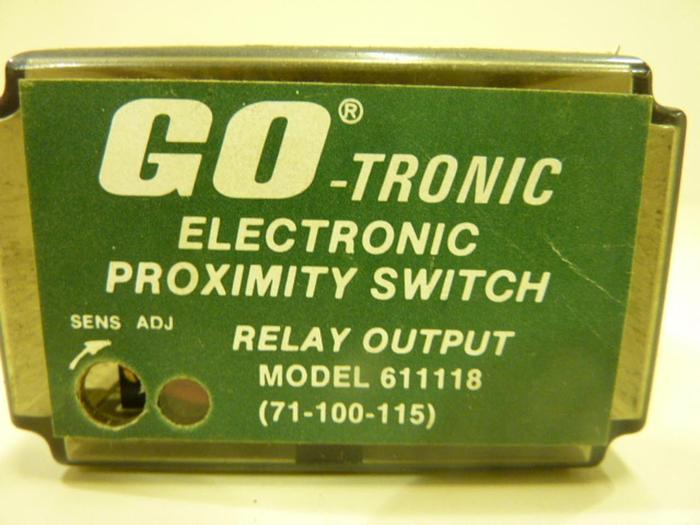 GO®-TRONIC
ELECTRONIC
PROXIMITY SWITCH
SENS ADJ
RELAY OUTPUT
MODEL 611118
(71-100-115)